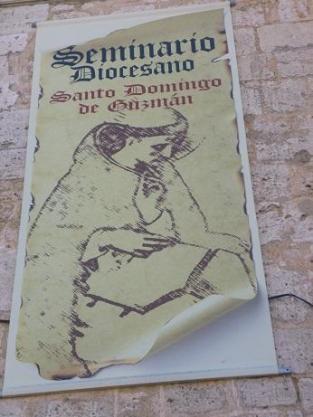 Seminario
Diocesano
Santo Domingo
de Guzmán